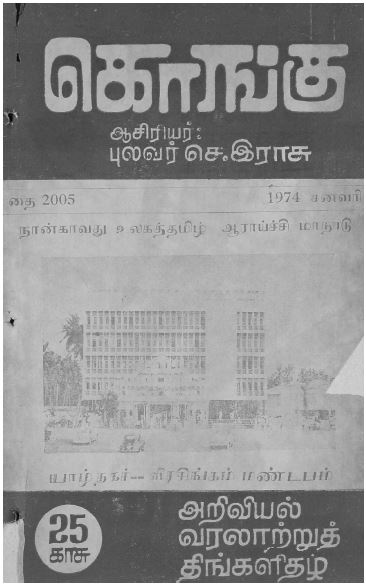 கொங்கு
ஆசிரியர்:
புலவர் செ.இராசு
தை 2005 1974 சனவரி
நான்காவது உலகத்தமிழ் ஆராய்ச்சி மாநாடு
யாழ்நகர்-- வீரசிங்கம் மண்டபம்
25
காசு
அறிவியல்
வரலாற்றுத்
திங்களிதழ்